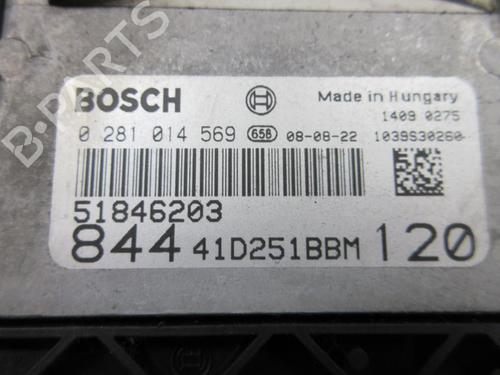 B-PARTS
BOSCH
Made in Hungary
1409 0275
0 281 014 569 658 08-08-22 1039S30260
51846203
844 41D251BBM 120